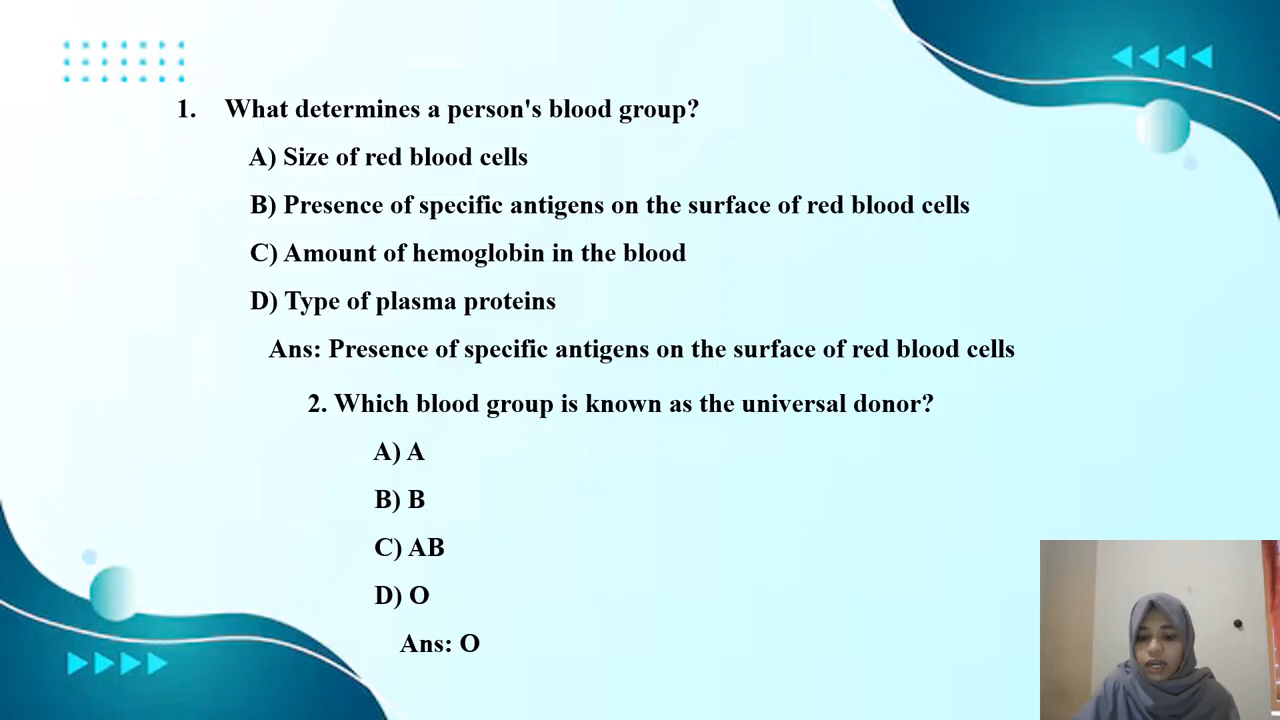 1. What determines a person's blood group?
A) Size of red blood cells
B) Presence of specific antigens on the surface of red blood cells
C) Amount of hemoglobin in the blood
D) Type of plasma proteins
Ans: Presence of specific antigens on the surface of red blood cells
2. Which blood group is known as the universal donor?
A) A
B) B
C) AB
D) O
Ans: O